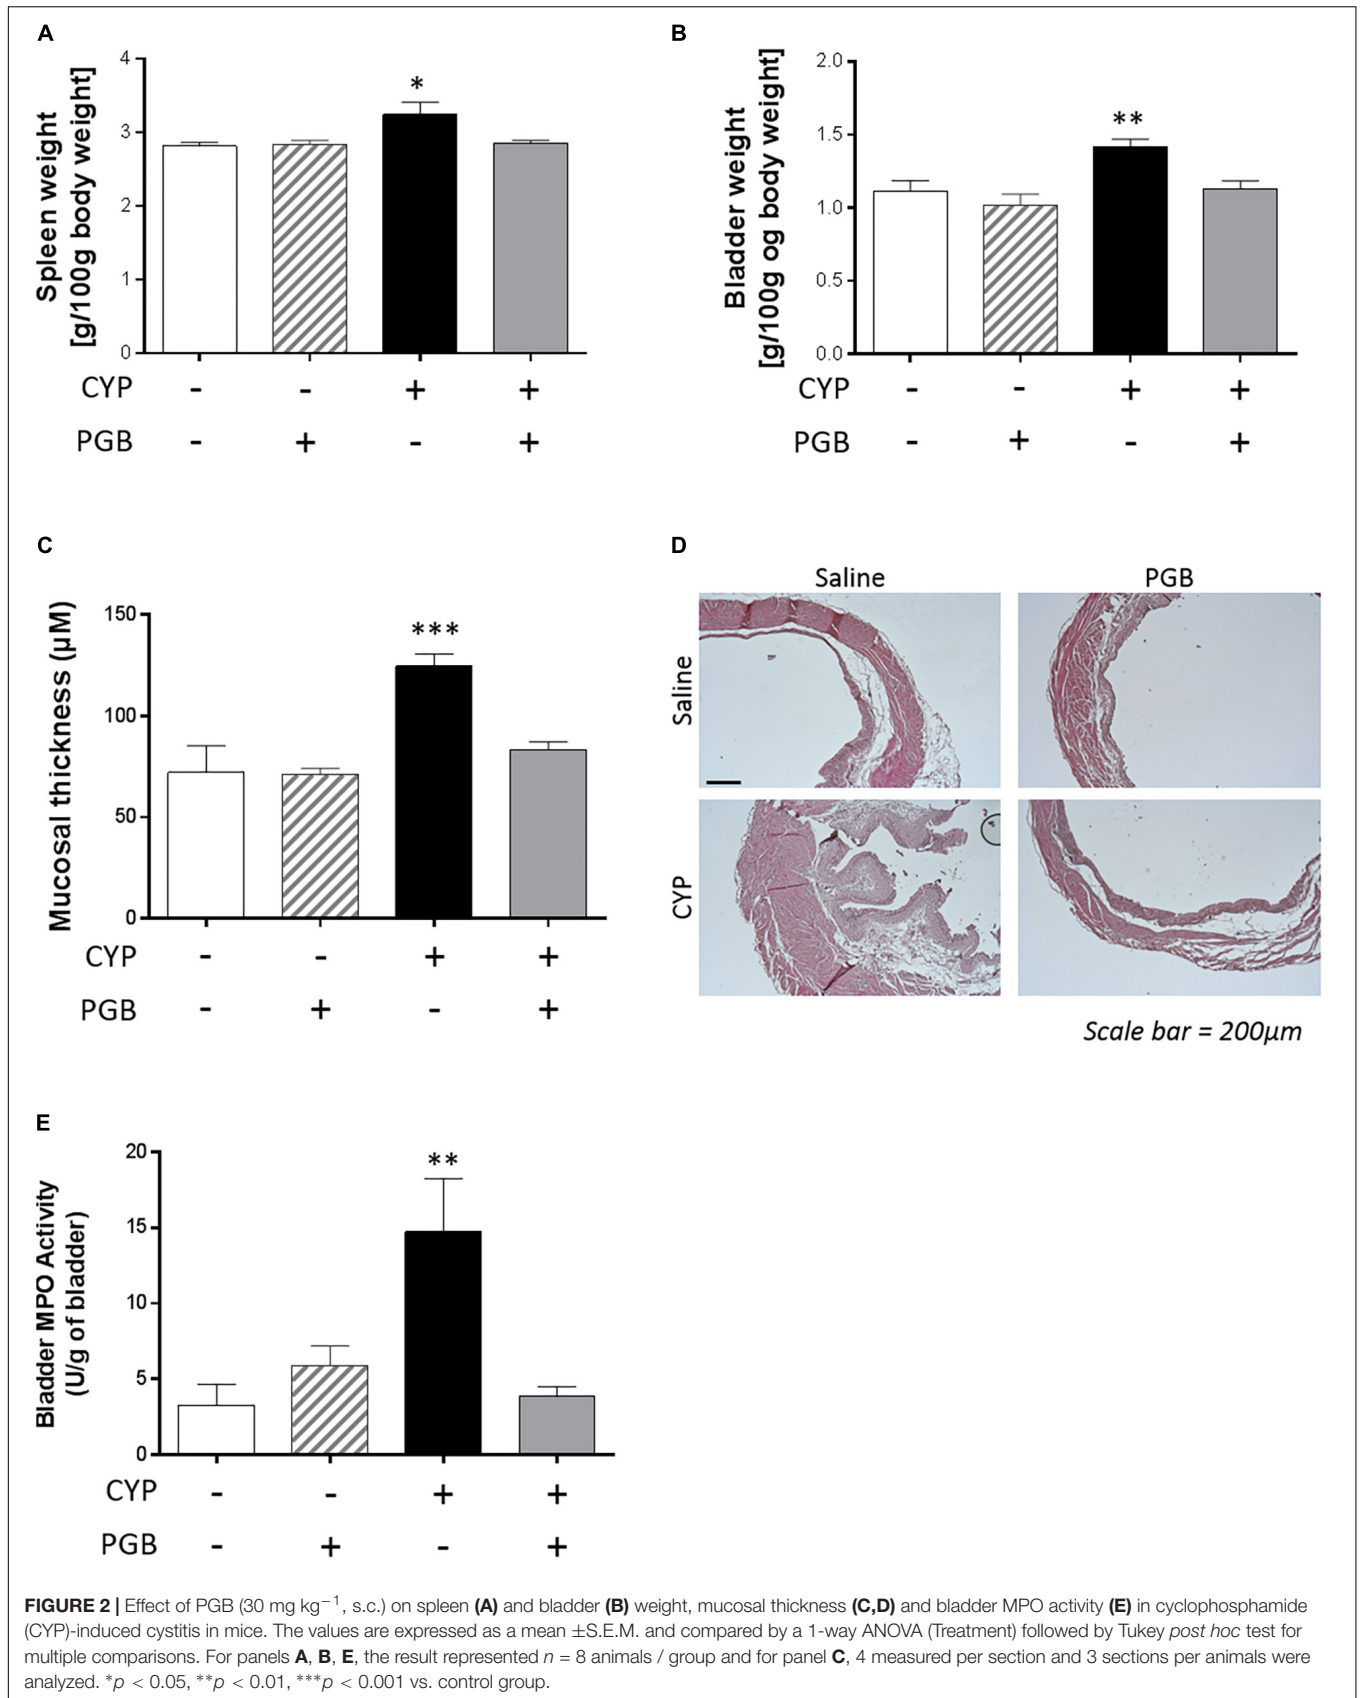 A
Spleen weight
[g/100g body weight]
4
3
2
1
0
*
CYP - - + +
PGB - + - +
B
Bladder weight
[g/100g og body weight]
2.0
1.5
1.0
0.5
0.0
**
CYP - - + +
PGB - + - +
C
Mucosal thickness (µM)
150
100
50
0
***
CYP - - + +
PGB - + - +
D
Saline PGB
Saline
CYP
Scale bar = 200µm
E
Bladder MPO Activity
(U/g of bladder)
20
15
10
5
0
**
CYP - - + +
PGB - + - +
FIGURE 2 | Effect of PGB (30 mg kg−1, s.c.) on spleen (A) and bladder (B) weight, mucosal thickness (C,D) and bladder MPO activity (E) in cyclophosphamide
(CYP)-induced cystitis in mice. The values are expressed as a mean ±S.E.M. and compared by a 1-way ANOVA (Treatment) followed by Tukey post hoc test for
multiple comparisons. For panels A, B, E, the result represented n = 8 animals / group and for panel C, 4 measured per section and 3 sections per animals were
analyzed. *p < 0.05, **p < 0.01, ***p < 0.001 vs. control group.